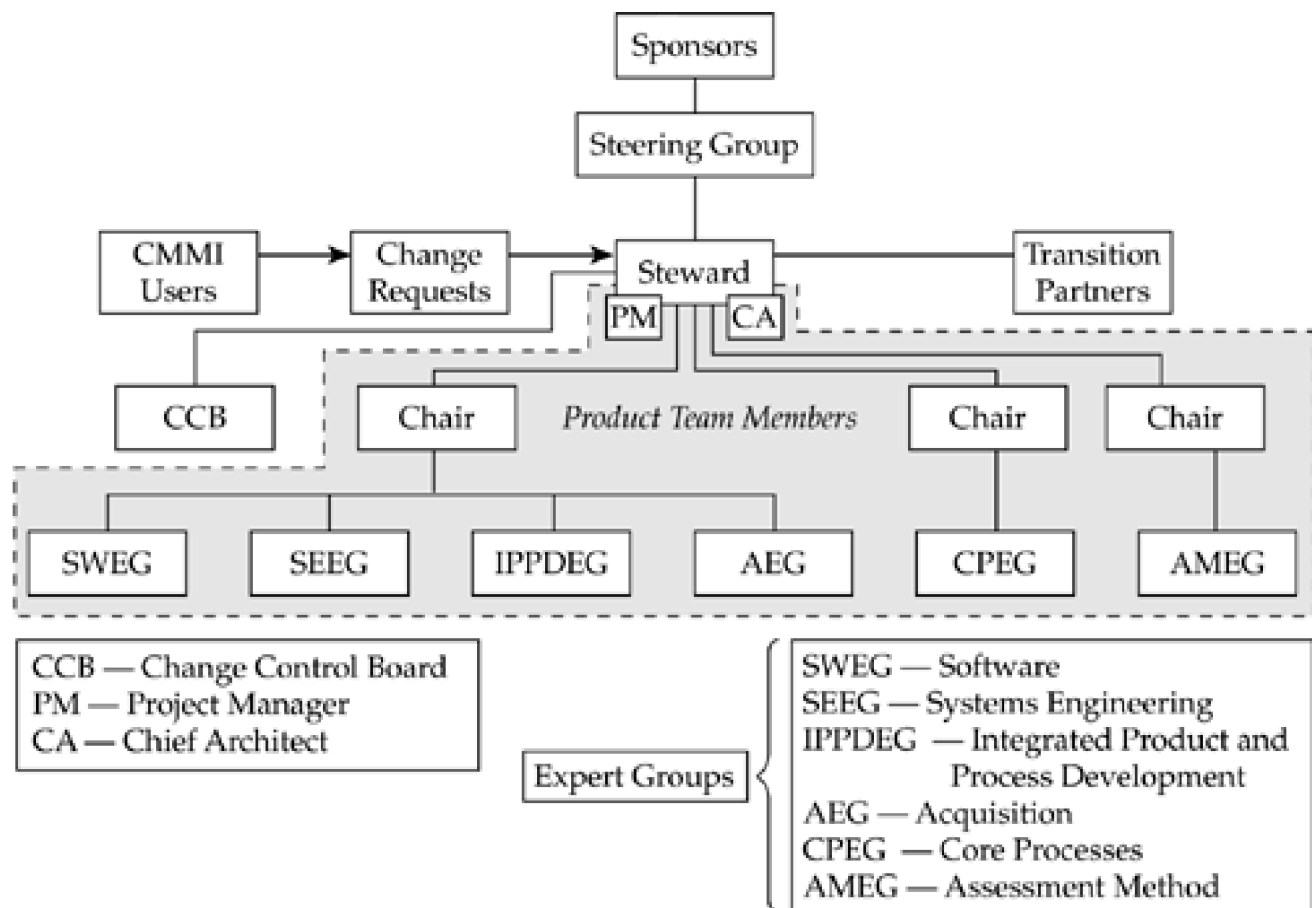 Sponsors
Steering Group
CMMI
Users
Change
Requests
Steward
Transition
Partners
PM
CA
CCB
Chair
Product Team Members
Chair
Chair
SWEG
SEEG
IPPDEG
AEG
CPEG
AMEG
CCB — Change Control Board
PM — Project Manager
CA — Chief Architect
Expert Groups
SWEG — Software
SEEG — Systems Engineering
IPPDEG — Integrated Product and
Process Development
AEG — Acquisition
CPEG — Core Processes
AMEG — Assessment Method